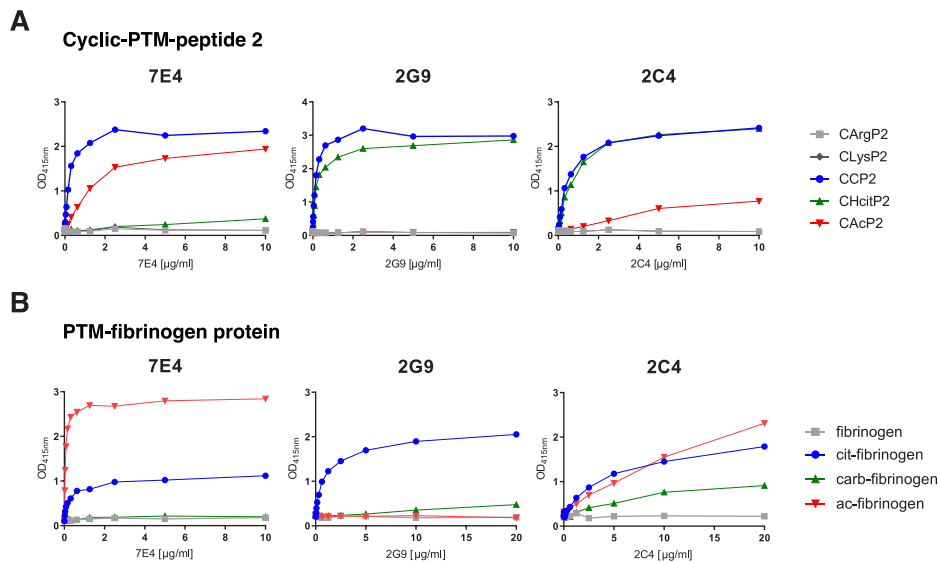 A
Cyclic-PTM-peptide 2
7E4
2G9
2C4
3
2
1
0
OD415nm
0 2 4 6 8 10
7E4 [µg/ml]
4
3
2
1
0
OD415nm
0 2 4 6 8 10
2G9 [µg/ml]
3
2
1
0
OD415nm
0 2 4 6 8 10
2C4 [µg/ml]
CArgP2
CLysP2
CCP2
CHcitP2
CAcP2
B
PTM-fibrinogen protein
7E4
2G9
2C4
3
2
1
0
OD415nm
0 2 4 6 8 10
7E4 [µg/ml]
3
2
1
0
OD415nm
0 5 10 15 20
2G9 [µg/ml]
3
2
1
0
OD415nm
0 5 10 15 20
2C4 [µg/ml]
fibrinogen
cit-fibrinogen
carb-fibrinogen
ac-fibrinogen